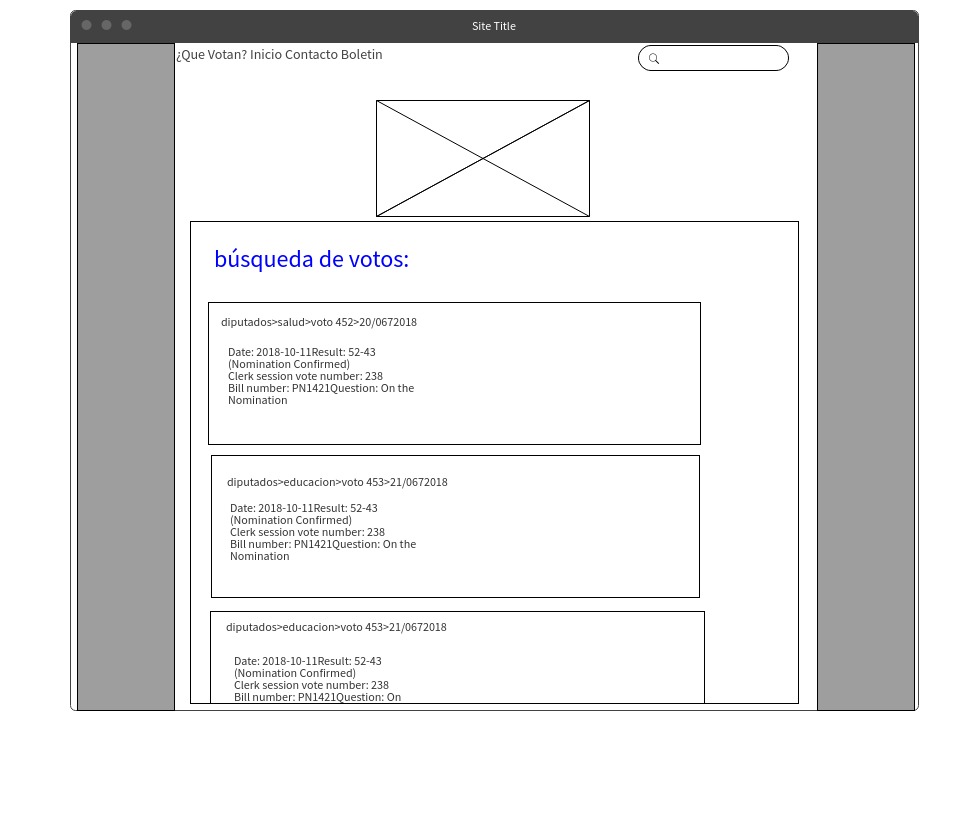 Site Title
¿Que Votan? Inicio Contacto Boletin
búsqueda de votos:
diputados>salud>voto 452>20/0672018
Date: 2018-10-11Result: 52-43
(Nomination Confirmed)
Clerk session vote number: 238
Bill number: PN1421Question: On the
Nomination
diputados>educacion>voto 453>21/0672018
Date: 2018-10-11Result: 52-43
(Nomination Confirmed)
Clerk session vote number: 238
Bill number: PN1421Question: On the
Nomination
diputados>educacion>voto 453>21/0672018
Date: 2018-10-11Result: 52-43
(Nomination Confirmed)
Clerk session vote number: 238
Bill number: PN1421Question: On